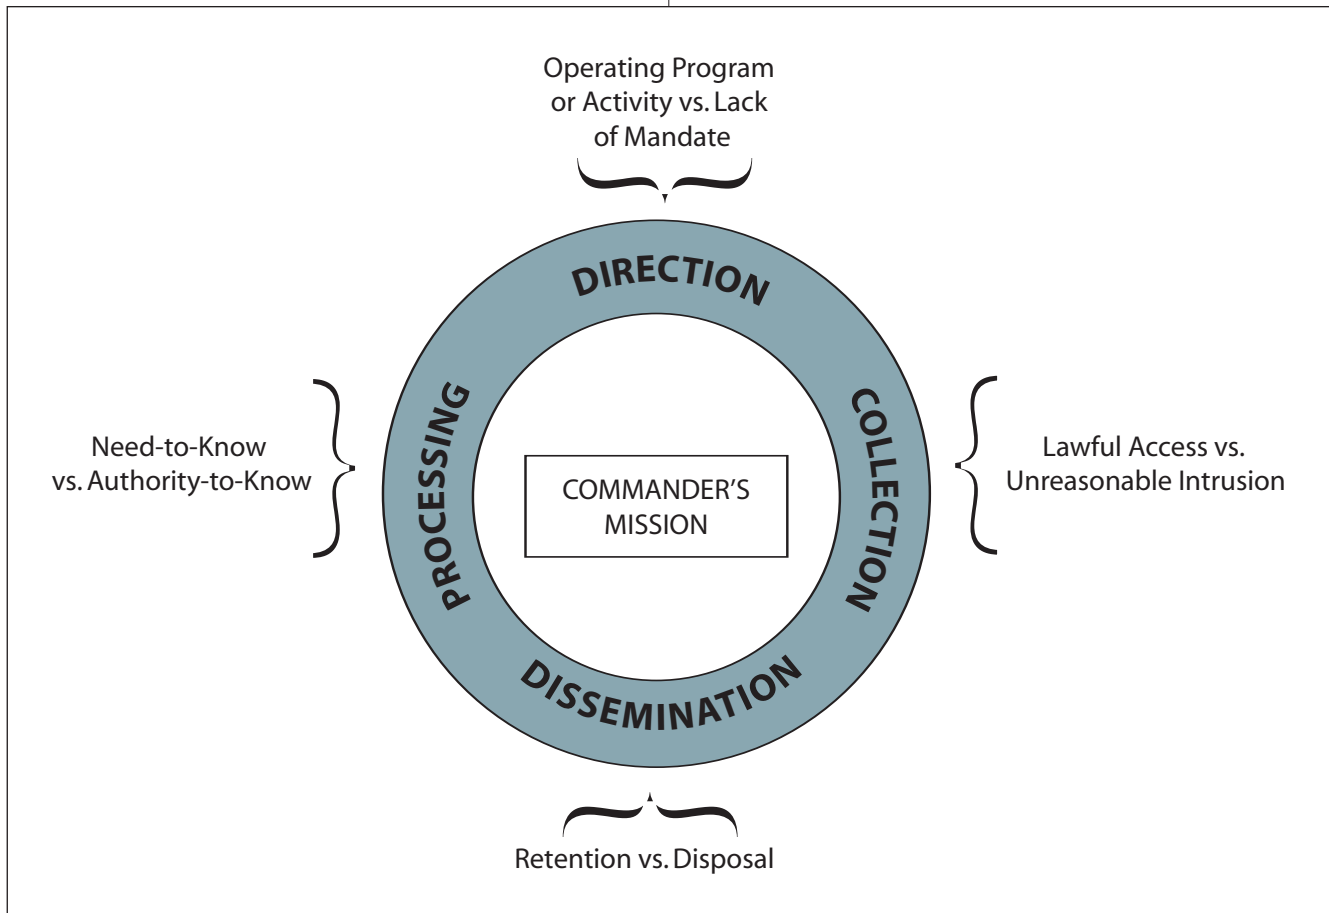 Operating Program
or Activity vs. Lack
of Mandate
DIRECTION
PROCESSING
COLLECTION
Need-to-Know
vs. Authority-to-Know
Lawful Access vs.
Unreasonable Intrusion
COMMANDER'S
MISSION
DISSEMINATION
Retention vs. Disposal